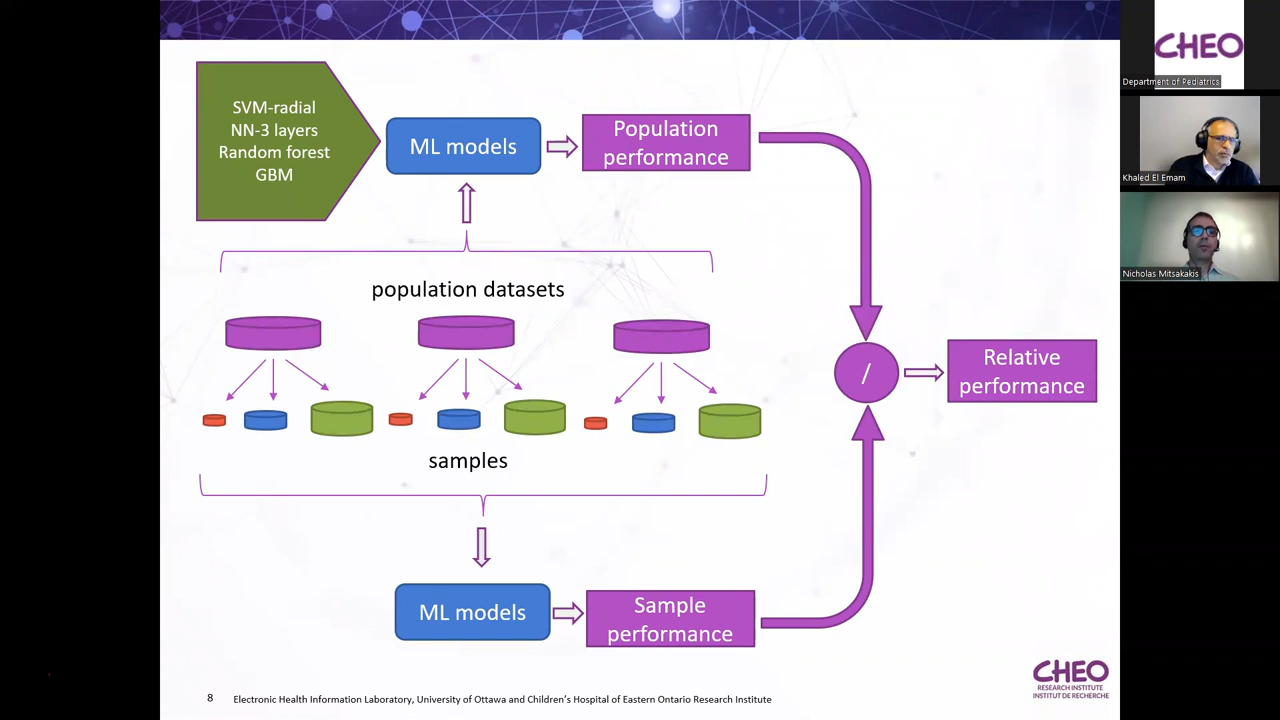 SVM-radial
NN-3 layers
Random forest
GBM
ML models
Population
performance
population datasets
samples
ML models
Sample
performance
/
Relative
performance
8
Electronic Health Information Laboratory, University of Ottawa and Children's Hospital of Eastern Ontario Research Institute
CHEO
RESEARCH INSTITUTE
INSTITUT DE RECHERCHE
CHEO
Department of Pediatrics
Khaled El Emam
Nicholas Mitsakakis